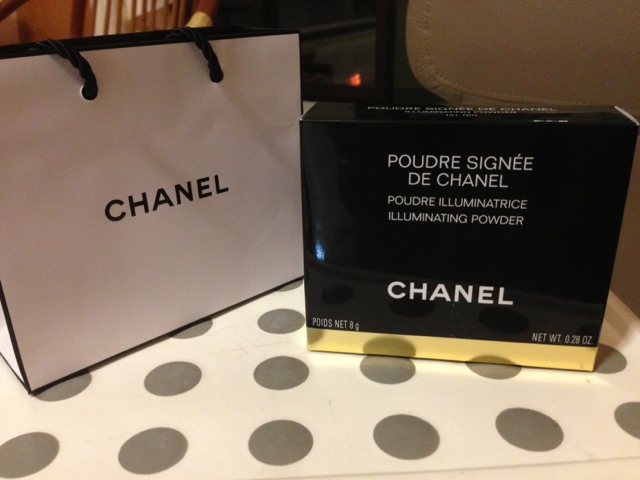 CHANEL
POUDRE SIGNÉE DE CHANEL
ILLUMINATING POWDER
POUDRE SIGNÉE
DE CHANEL
POUDRE ILLUMINATRICE
ILLUMINATING POWDER
CHANEL
POIDS NET 8 g
NET WT. 0.28 OZ.